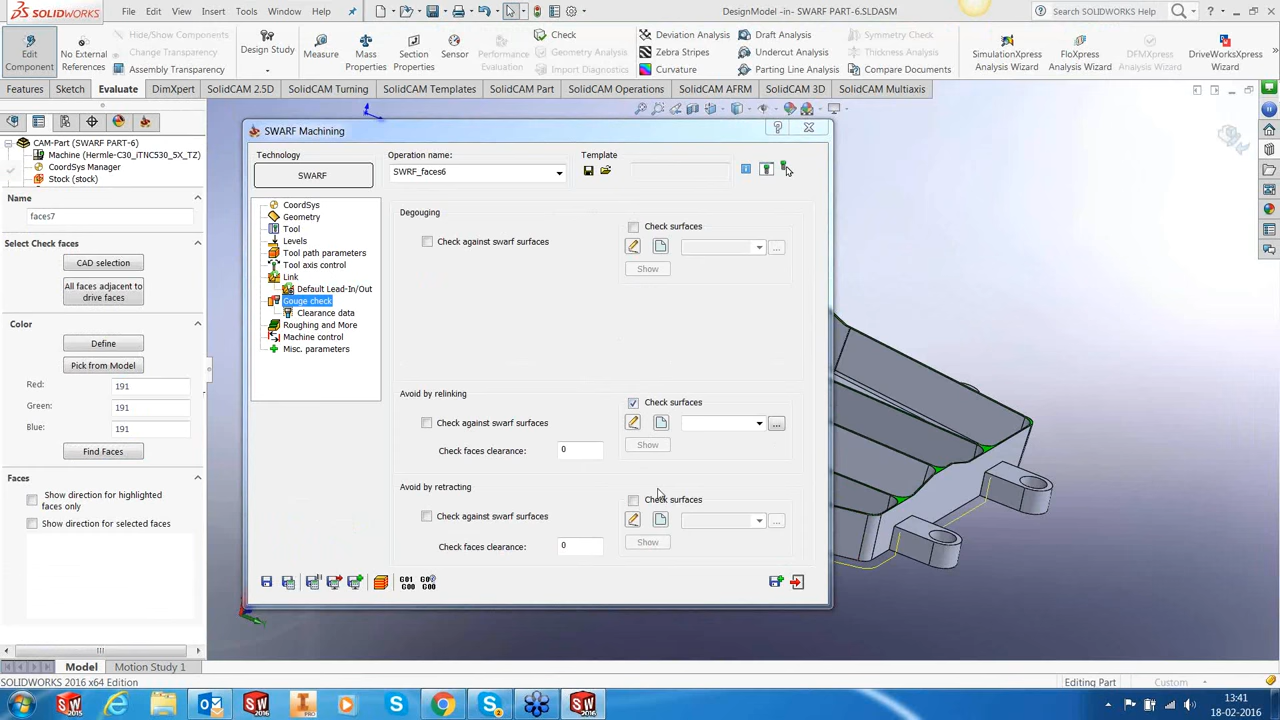 SOLIDWORKS
File Edit View Insert Tools Window Help
DesignModel -in- SWARF PART-6.SLDASM
Search SOLIDWORKS Help
Edit Component
No External References
Hide/Show Components
Change Transparency
Assembly Transparency
Design Study
Measure
Mass Properties
Section Properties
Sensor
Performance Evaluation
Check
Geometry Analysis
Import Diagnostics
Deviation Analysis
Zebra Stripes
Curvature
Draft Analysis
Undercut Analysis
Parting Line Analysis
Symmetry Check
Thickness Analysis
Compare Documents
SimulationXpress Analysis Wizard
FloXpress Analysis Wizard
DFMXpress Analysis Wizard
DriveWorksXpress Wizard
Features Sketch Evaluate DimXpert SolidCAM 2.5D SolidCAM Turning SolidCAM Templates SolidCAM Part SolidCAM Operations SolidCAM AFRM SolidCAM 3D SolidCAM Multiaxis
CAM-Part (SWARF PART-6)
Machine (Hermle-C30_iTNC530_5X_TZ)
CoordSys Manager
Stock (stock)
Name
faces7
Select Check faces
CAD selection
All faces adjacent to drive faces
Color
Define
Pick from Model
Red: 191
Green: 191
Blue: 191
Find Faces
Faces
Show direction for highlighted faces only
Show direction for selected faces
SWARF Machining
Technology
SWARF
Operation name:
SWRF_faces6
Template
CoordSys
Geometry
Tool
Levels
Tool path parameters
Tool axis control
Link
Default Lead-In/Out
Gouge check
Clearance data
Roughing and More
Machine control
Misc. parameters
Degouging
Check against swarf surfaces
Check surfaces
...
Show
Avoid by relinking
Check against swarf surfaces
Check faces clearance: 0
Check surfaces
...
Show
Avoid by retracting
Check against swarf surfaces
Check faces clearance: 0
Check surfaces
...
Show
G01 G00
Model Motion Study 1
SOLIDWORKS 2016 x64 Edition
Editing Part
Custom
13:41
18-02-2016